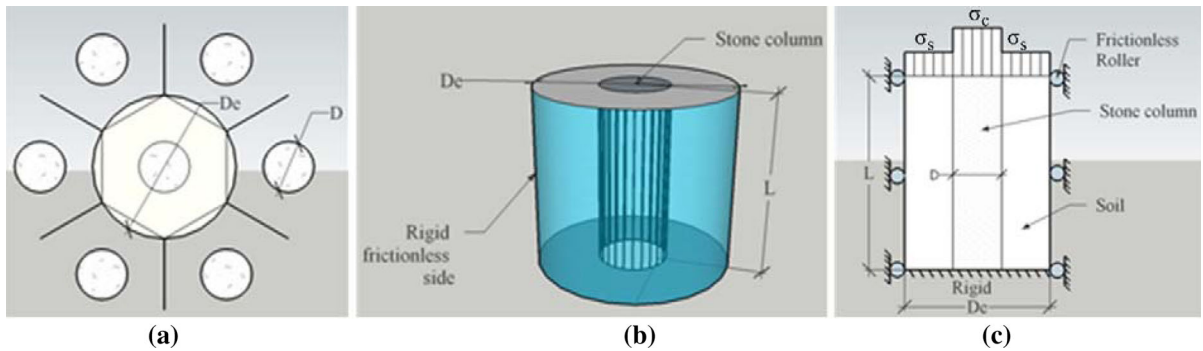 De
D
(a)
Stone column
De
L
Rigid
frictionless
side
(b)
σc
σs
σs
Frictionless
Roller
Stone column
L
D
Soil
Rigid
De
(c)